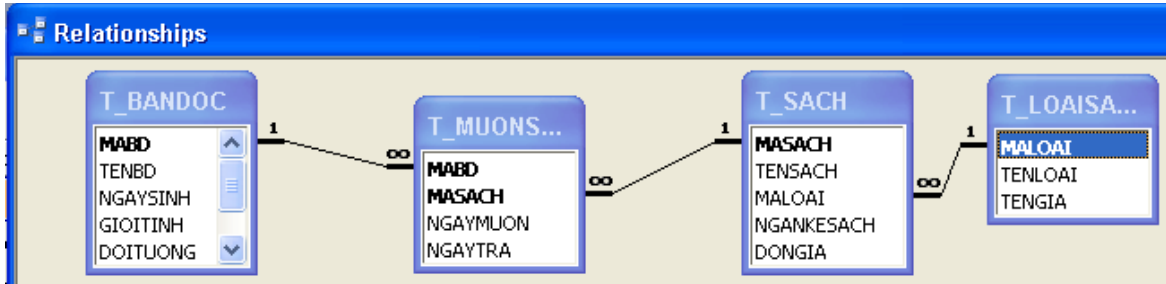 Relationships
T_BANDOC
MABD
TENBD
NGAYSINH
GIOITINH
DOITUONG
1
∞
T_MUONS...
MABD
MASACH
NGAYMUON
NGAYTRA
∞
1
T_SACH
MASACH
TENSACH
MALOAI
NGANKESACH
DONGIA
∞
1
T_LOAISA...
MALOAI
TENLOAI
TENGIA